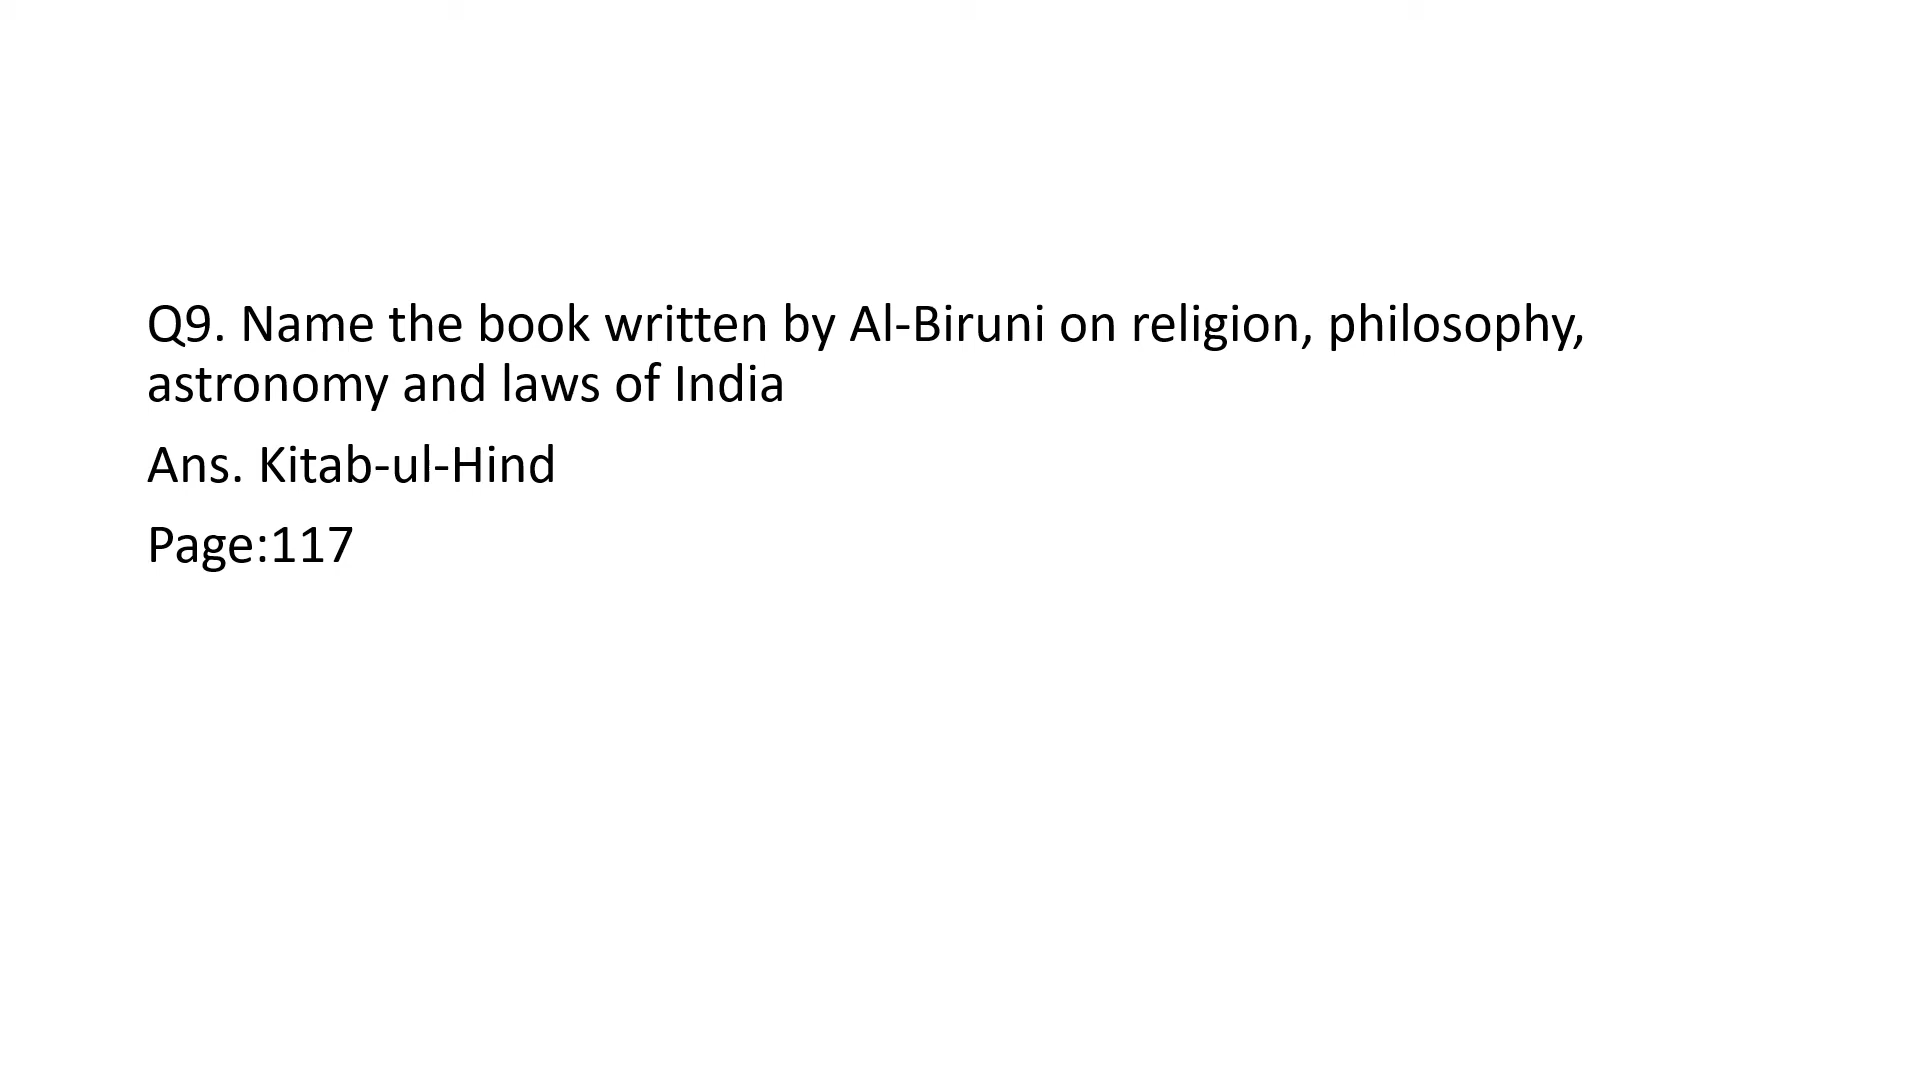 Q9. Name the book written by Al-Biruni on religion, philosophy,
astronomy and laws of India
Ans. Kitab-ul-Hind
Page:117